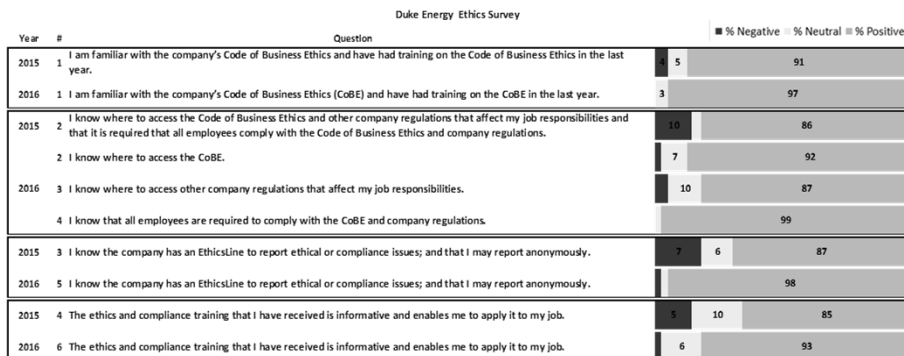 Duke Energy Ethics Survey
Year # Question ■ % Negative ■ % Neutral ■ % Positive
2015 1 I am familiar with the company's Code of Business Ethics and have had training on the Code of Business Ethics in the last
year. 4 5 91
2016 1 I am familiar with the company's Code of Business Ethics (CoBE) and have had training on the CoBE in the last year. 3 97
2015 2 I know where to access the Code of Business Ethics and other company regulations that affect my job responsibilities and
that it is required that all employees comply with the Code of Business Ethics and company regulations. 10 86
2 I know where to access the CoBE. 7 92
2016 3 I know where to access other company regulations that affect my job responsibilities. 10 87
4 I know that all employees are required to comply with the CoBE and company regulations. 99
2015 3 I know the company has an EthicsLine to report ethical or compliance issues; and that I may report anonymously. 7 6 87
2016 5 I know the company has an EthicsLine to report ethical or compliance issues; and that I may report anonymously. 98
2015 4 The ethics and compliance training that I have received is informative and enables me to apply it to my job. 5 10 85
2016 6 The ethics and compliance training that I have received is informative and enables me to apply it to my job. 6 93